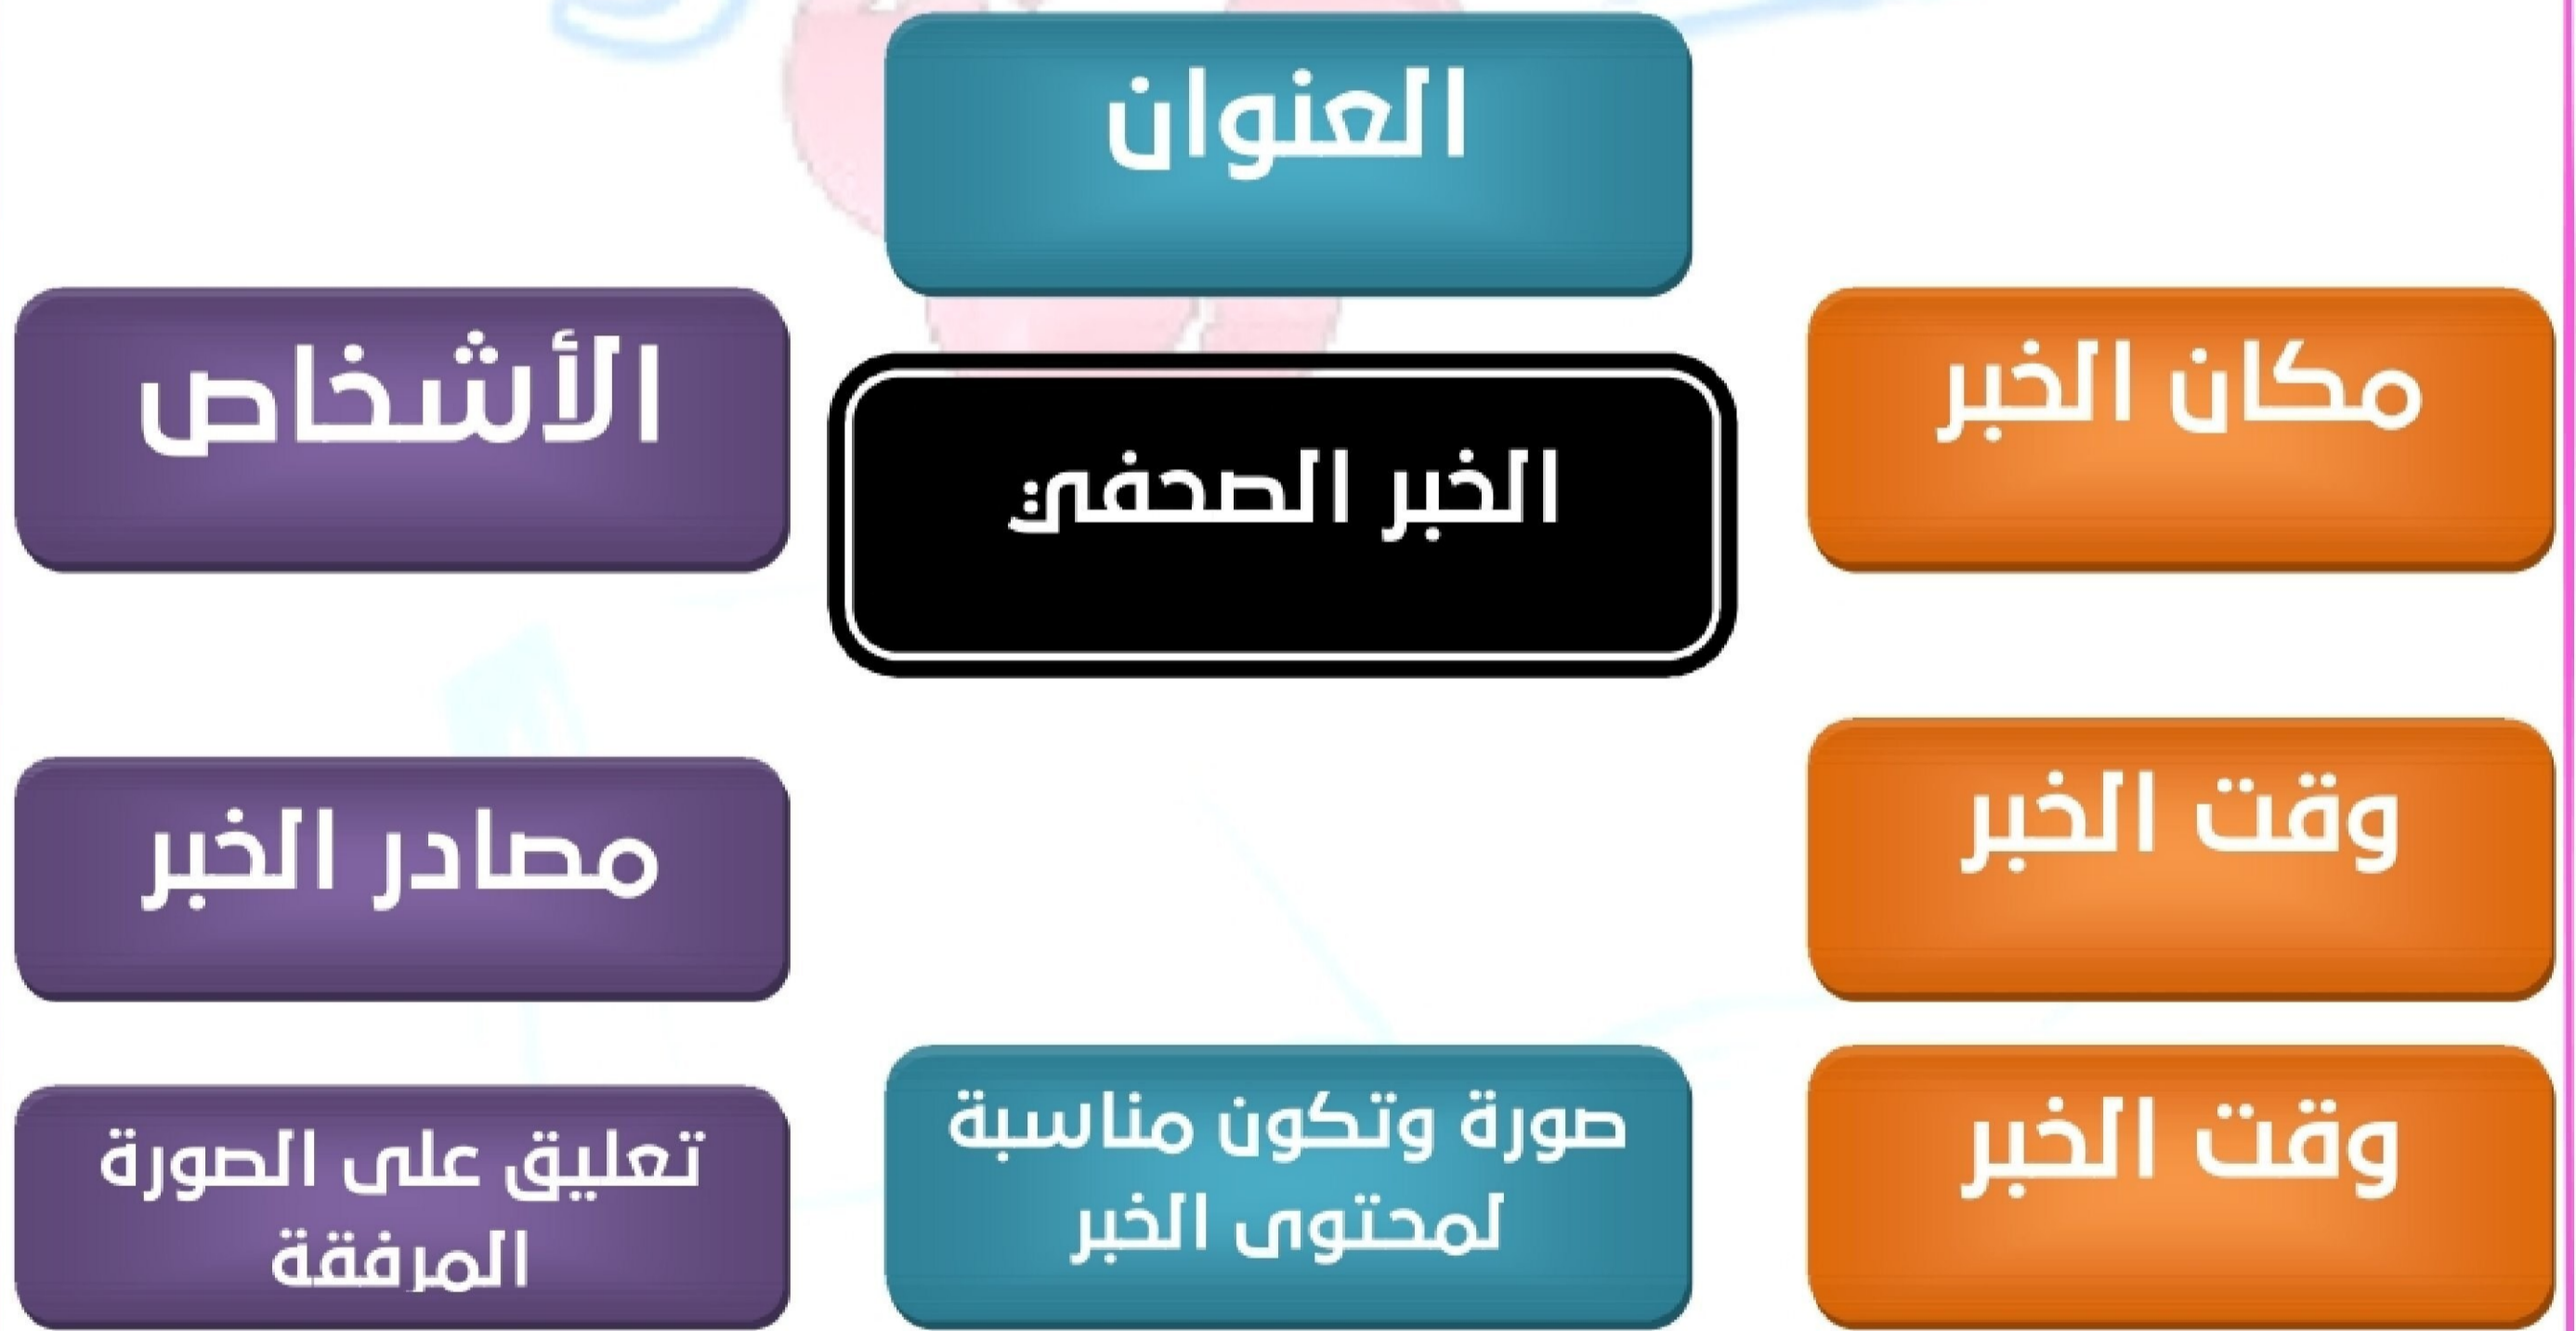 العنوان
مكان الخبر
الأشخاص
الخبر الصحفي:
وقت الخبر
مصادر الخبر
وقت الخبر
صورة وتكون مناسبة
لمحتوى الخبر
تعليق على الصورة
المرفقة